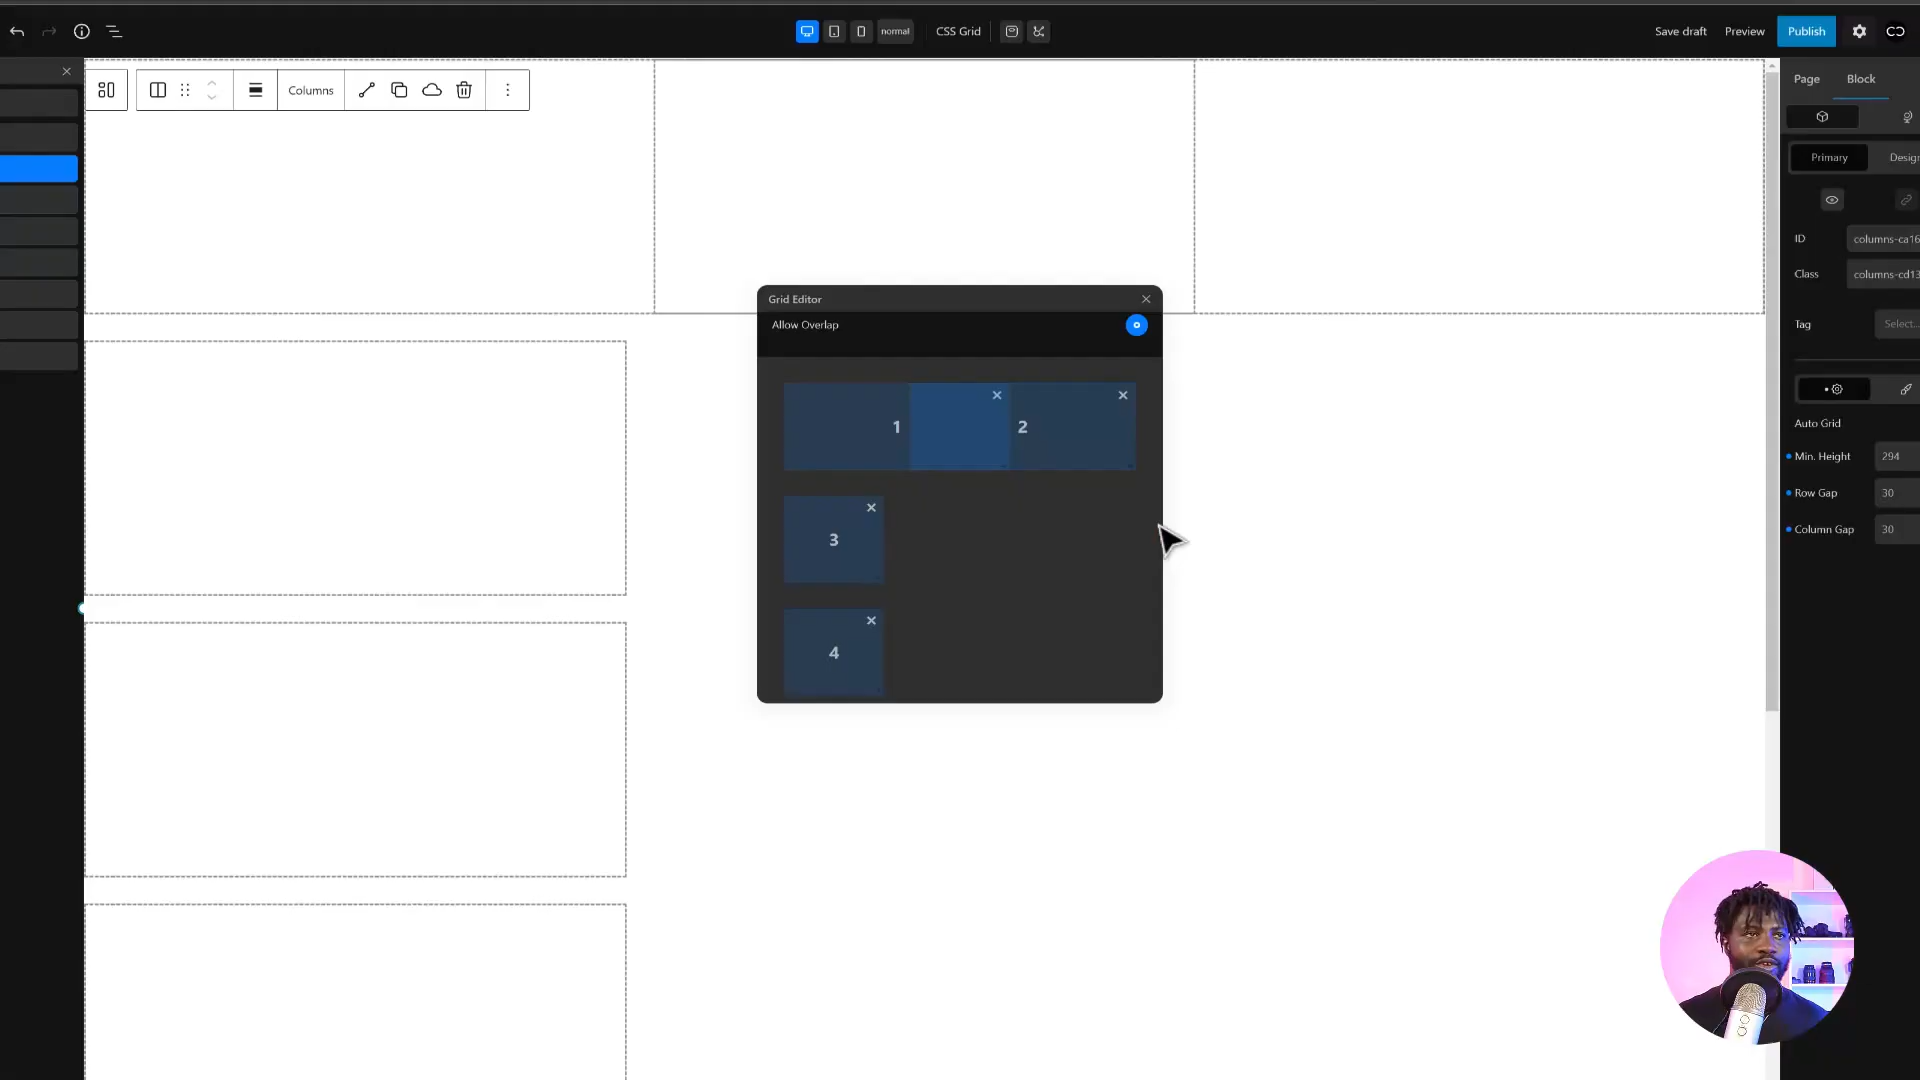 normal
CSS Grid
Save draft
Preview
Publish
Columns
Page
Block
Primary
Design
ID
columns-ca16
Class
columns-cd13
Tag
Select...
Auto Grid
Min. Height
294
Row Gap
30
Column Gap
30
Grid Editor
Allow Overlap
1
2
3
4